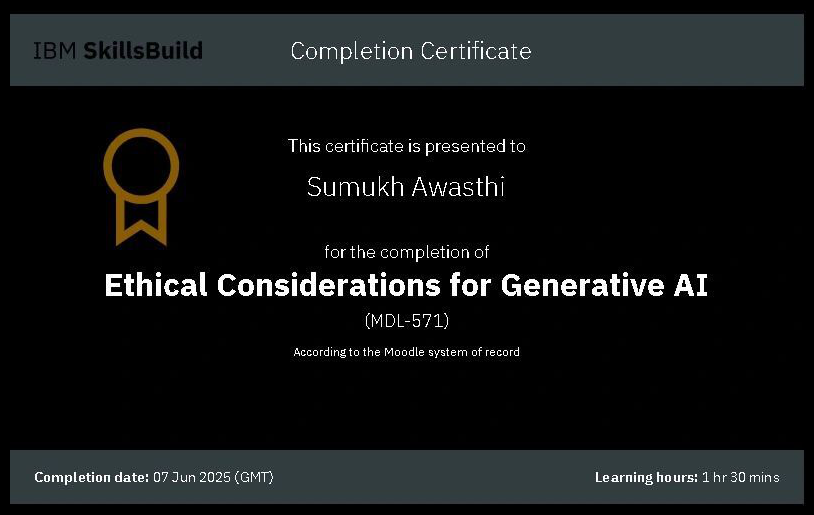 IBM SkillsBuild
Completion Certificate
This certificate is presented to
Sumukh Awasthi
for the completion of
Ethical Considerations for Generative AI
(MDL-571)
According to the Moodle system of record
Completion date: 07 Jun 2025 (GMT)
Learning hours: 1 hr 30 mins